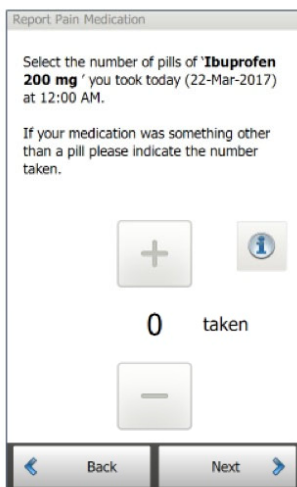 Report Pain Medication
Select the number of pills of 'Ibuprofen
200 mg ' you took today (22-Mar-2017)
at 12:00 AM.
If your medication was something other
than a pill please indicate the number
taken.
+
i
0 taken
—
Back Next